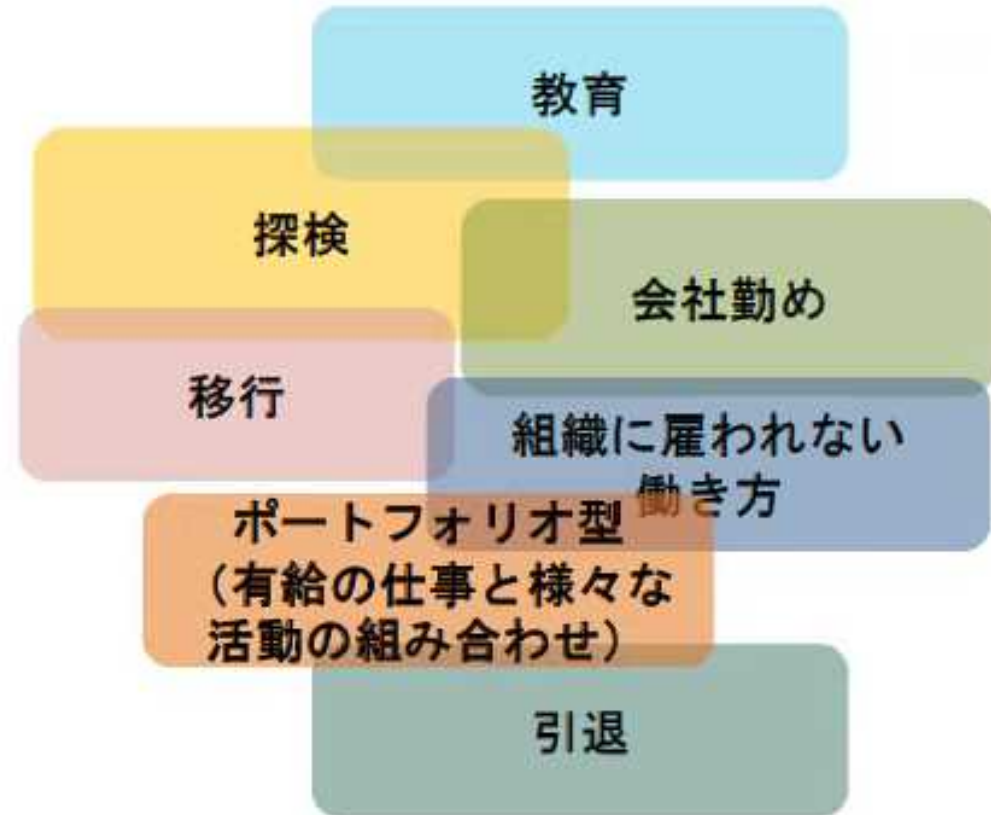 教育
探検
会社勤め
移行
組織に雇われない
働き方
ポートフォリオ型
（有給の仕事と様々な
活動の組み合わせ）
引退